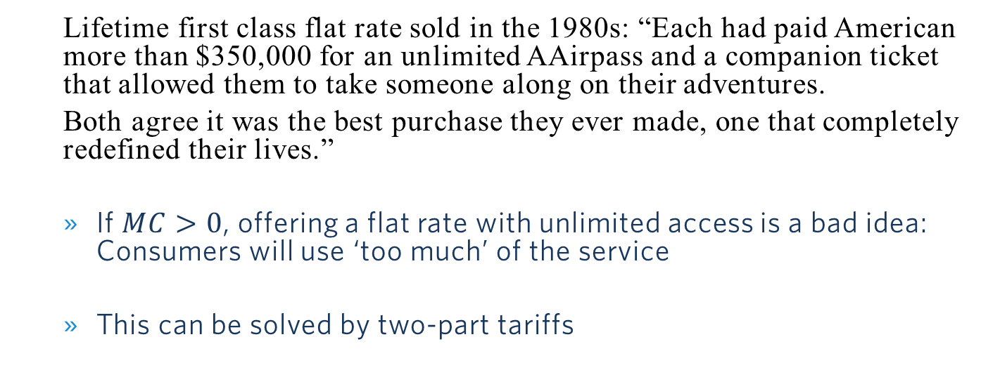 Lifetime first class flat rate sold in the 1980s: “Each had paid American
more than $350,000 for an unlimited AAirpass and a companion ticket
that allowed them to take someone along on their adventures.
Both agree it was the best purchase they ever made, one that completely
redefined their lives.”
» If MC > 0, offering a flat rate with unlimited access is a bad idea:
Consumers will use ‘too much’ of the service
» This can be solved by two-part tariffs